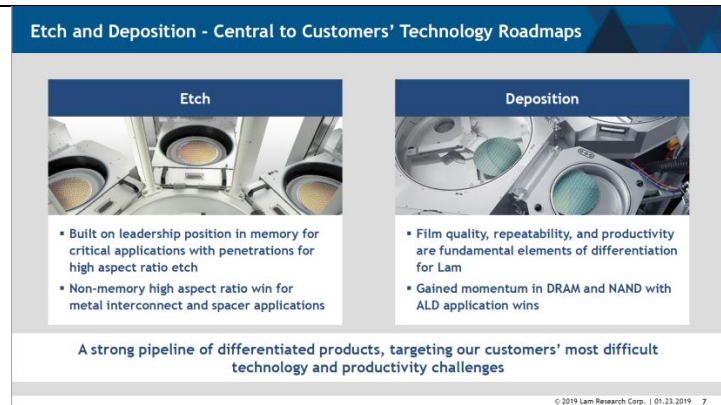 Etch and Deposition - Central to Customers' Technology Roadmaps
Etch
▪ Built on leadership position in memory for
critical applications with penetrations for
high aspect ratio etch
▪ Non-memory high aspect ratio win for
metal interconnect and spacer applications
Deposition
▪ Film quality, repeatability, and productivity
are fundamental elements of differentiation
for Lam
▪ Gained momentum in DRAM and NAND with
ALD application wins
A strong pipeline of differentiated products, targeting our customers' most difficult
technology and productivity challenges
© 2019 Lam Research Corp. | 01.23.2019 7